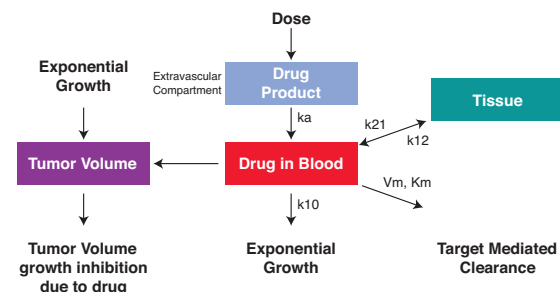 Dose
Exponential
Growth
Extravascular
Compartment
Drug
Product
Tissue
ka
k21
k12
Tumor Volume
Drug in Blood
Vm, Km
k10
Tumor Volume
growth inhibition
due to drug
Exponential
Growth
Target Mediated
Clearance